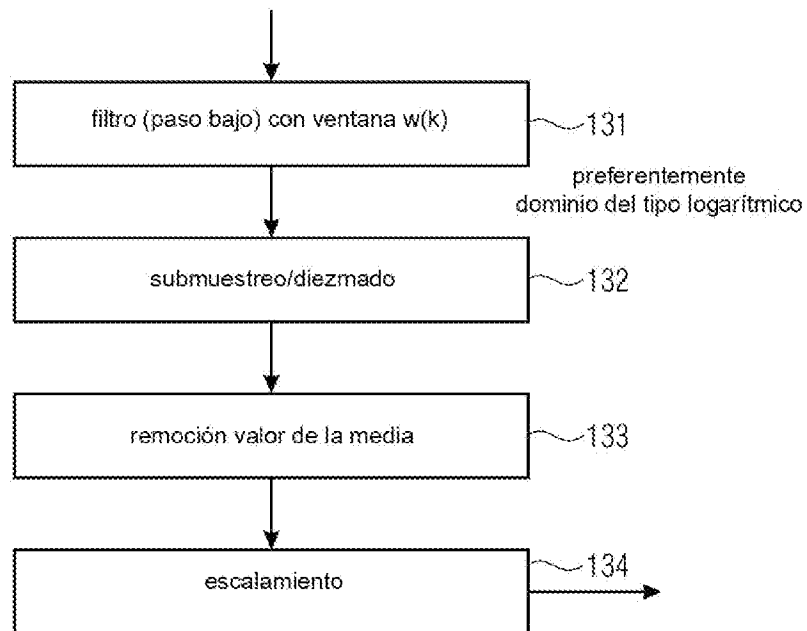 filtro (paso bajo) con ventana w(k)
131
preferentemente
dominio del tipo logarítmico
submuestreo/diezmado
132
remoción valor de la media
133
escalamiento
134